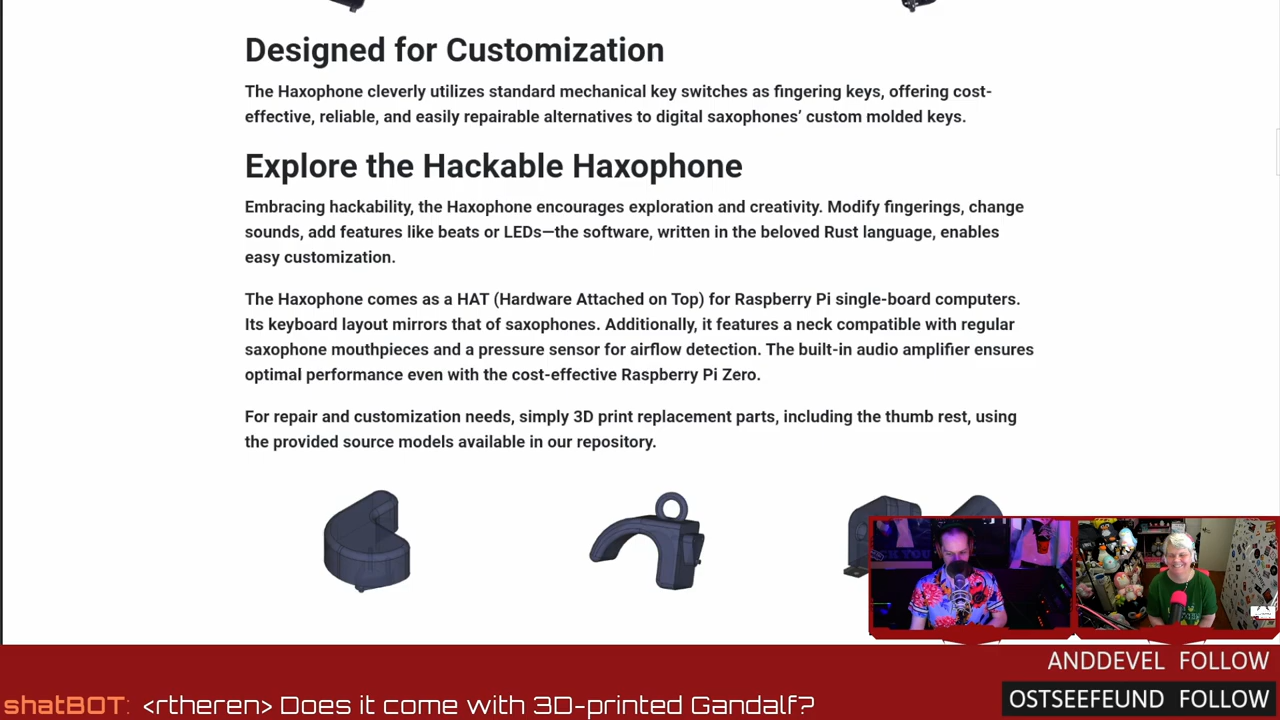 Designed for Customization
The Haxophone cleverly utilizes standard mechanical key switches as fingering keys, offering cost-
effective, reliable, and easily repairable alternatives to digital saxophones’ custom molded keys.
Explore the Hackable Haxophone
Embracing hackability, the Haxophone encourages exploration and creativity. Modify fingerings, change
sounds, add features like beats or LEDs—the software, written in the beloved Rust language, enables
easy customization.
The Haxophone comes as a HAT (Hardware Attached on Top) for Raspberry Pi single-board computers.
Its keyboard layout mirrors that of saxophones. Additionally, it features a neck compatible with regular
saxophone mouthpieces and a pressure sensor for airflow detection. The built-in audio amplifier ensures
optimal performance even with the cost-effective Raspberry Pi Zero.
For repair and customization needs, simply 3D print replacement parts, including the thumb rest, using
the provided source models available in our repository.
ANDDEVEL FOLLOW
OSTSEEFEUND FOLLOW
shatBOT: <rtheren> Does it come with 3D-printed Gandalf?